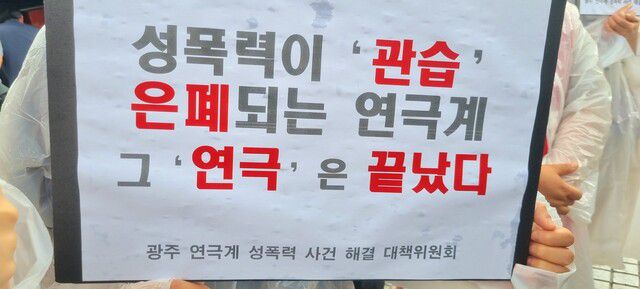 성폭력이 '관습'
은폐되는 연극계
그 '연극'은 끝났다
광주 연극계 성폭력 사건 해결 대책위원회